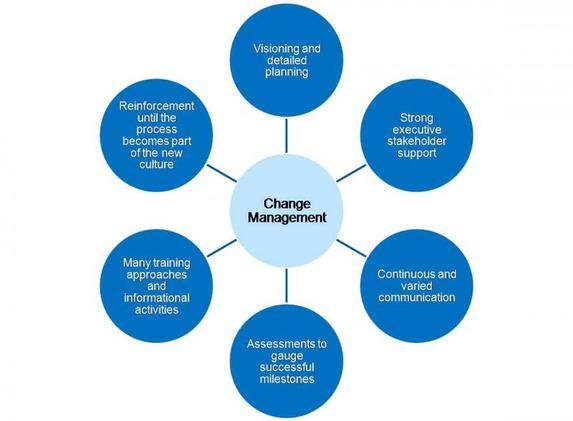 Visioning and
detailed
planning
Strong
executive
stakeholder
support
Continuous and
varied
communication
Assessments to
gauge
successful
milestones
Many training
approaches
and
informational
activities
Reinforcement
until the
process
becomes part
of the new
culture
Change
Management